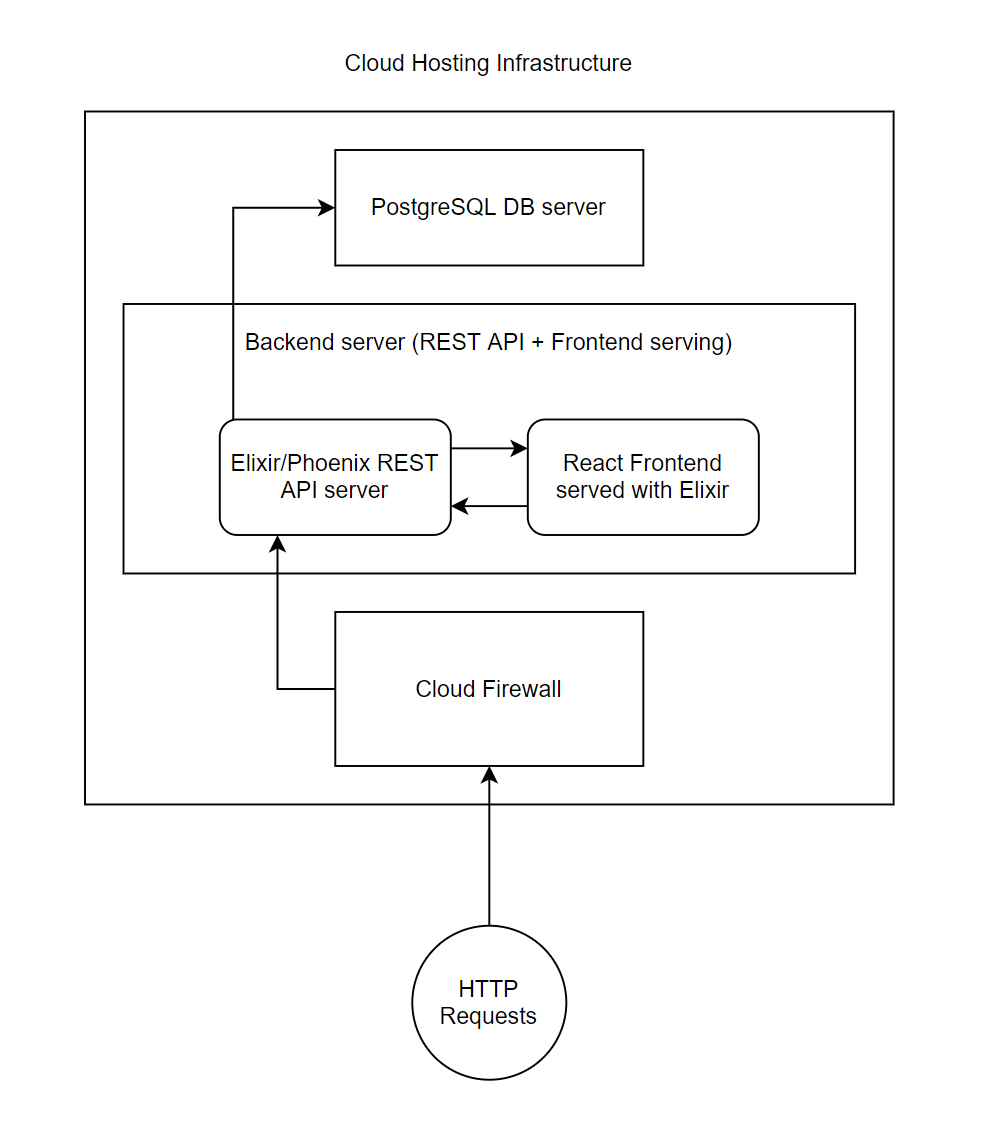 Cloud Hosting Infrastructure
PostgreSQL DB server
Backend server (REST API + Frontend serving)
Elixir/Phoenix REST
API server
React Frontend
served with Elixir
Cloud Firewall
HTTP
Requests